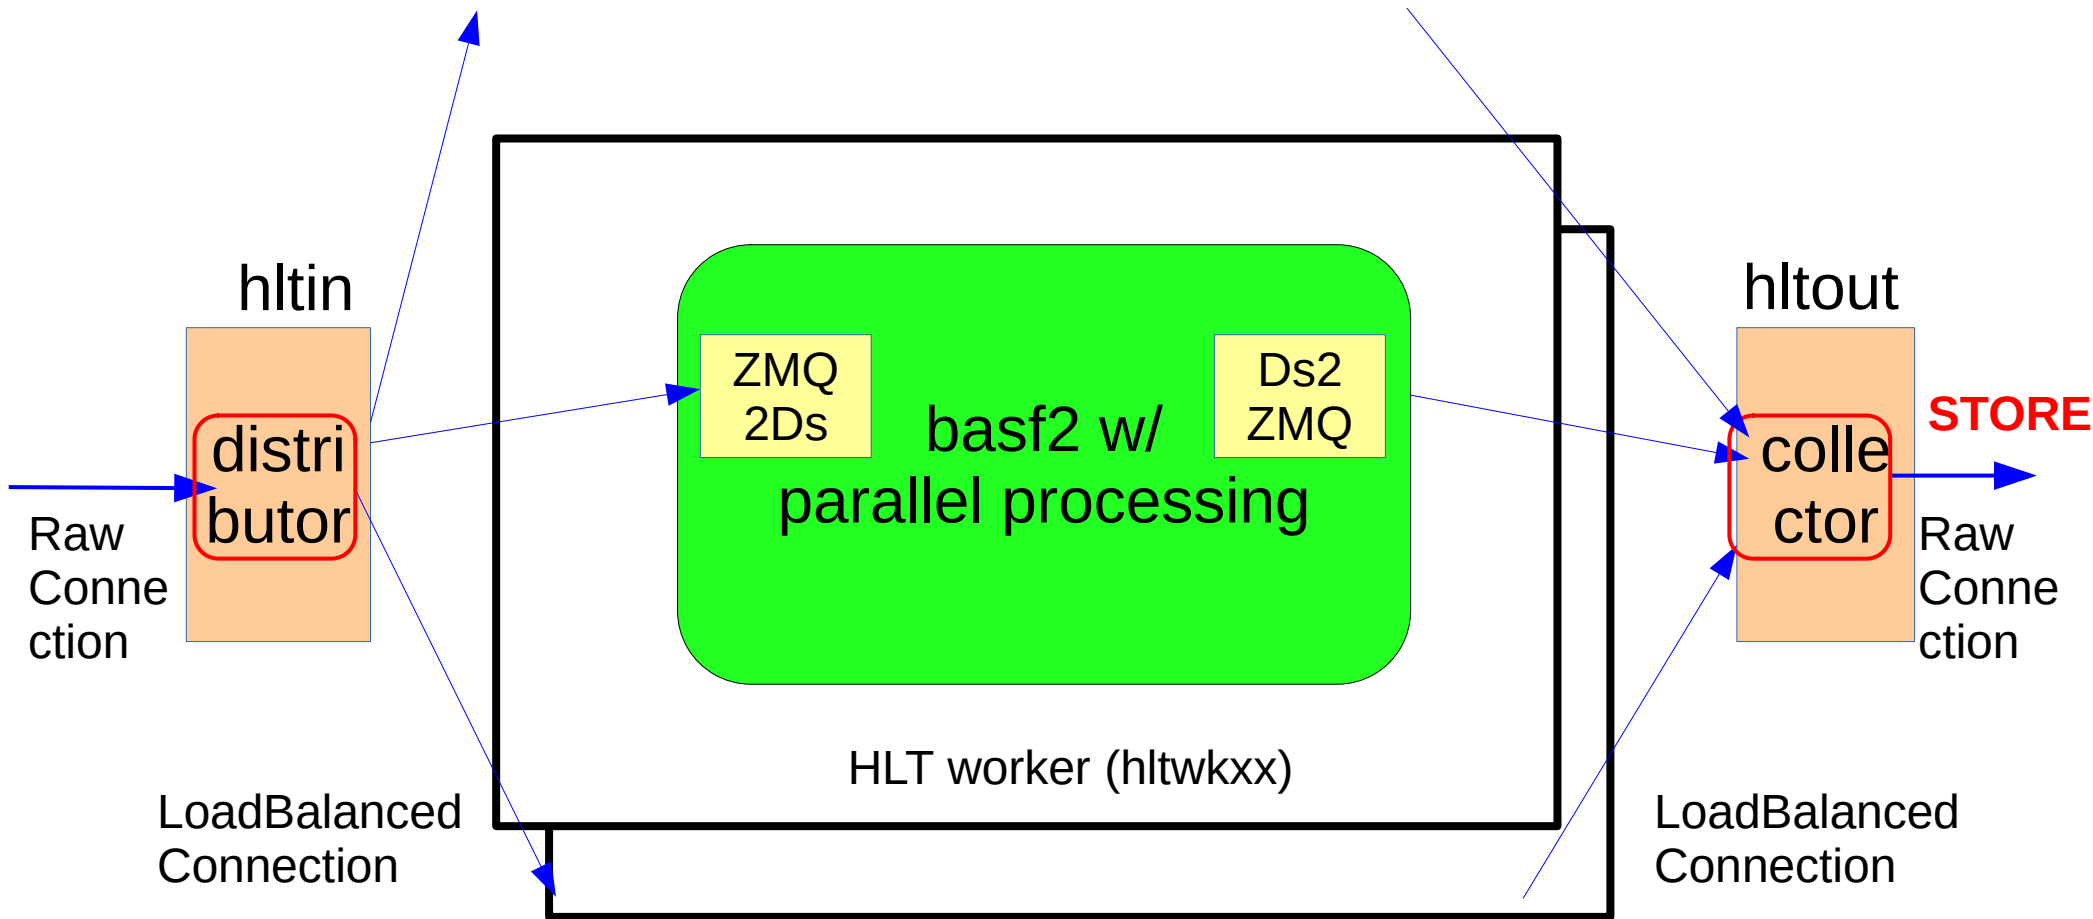 hltin
distri
butor
Raw
Conne
ction
LoadBalanced
Connection
ZMQ
2Ds
basf2 w/
parallel processing
Ds2
ZMQ
HLT worker (hltwkxx)
hltout
colle
ctor
STORE
Raw
Conne
ction
LoadBalanced
Connection